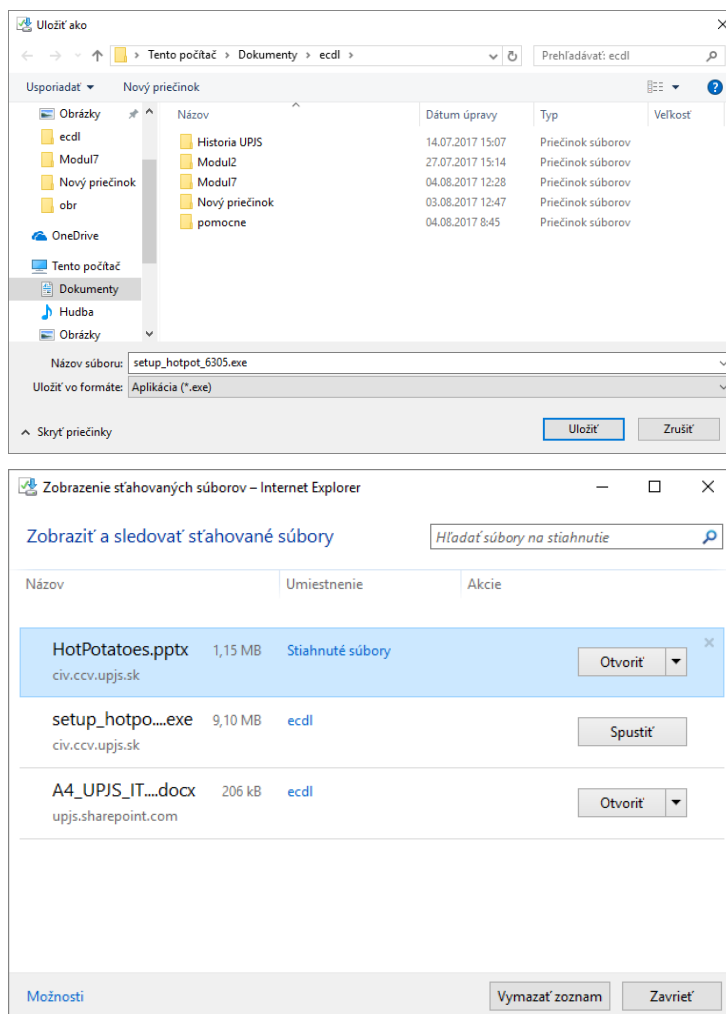 Uložiť ako
Tento počítač › Dokumenty › ecdl ›
Prehľadávať: ecdl
Usporiadať
Nový priečinok
Názov Dátum úpravy Typ Veľkosť
Obrázky
ecdl
Modul7
Nový priečinok
obr
OneDrive
Tento počítač
Dokumenty
Hudba
Obrázky
Historia UPJS 14.07.2017 15:07 Priečinok súborov
Modul2 27.07.2017 15:14 Priečinok súborov
Modul7 04.08.2017 12:28 Priečinok súborov
Nový priečinok 03.08.2017 12:47 Priečinok súborov
pomocne 04.08.2017 8:45 Priečinok súborov
Názov súboru: setup_hotpot_6305.exe
Uložiť vo formáte: Aplikácia (*.exe)
Skryť priečinky
Uložiť
Zrušiť
Zobrazenie sťahovaných súborov – Internet Explorer
Zobraziť a sledovať sťahované súbory
Hľadať súbory na stiahnutie
Názov Umiestnenie Akcie
HotPotatoes.pptx 1,15 MB Stiahnuté súbory Otvoriť
civ.ccv.upjs.sk
setup_hotpo....exe 9,10 MB ecdl Spustiť
civ.ccv.upjs.sk
A4_UPJS_IT....docx 206 kB ecdl Otvoriť
upjs.sharepoint.com
Možnosti
Vymazať zoznam
Zavrieť